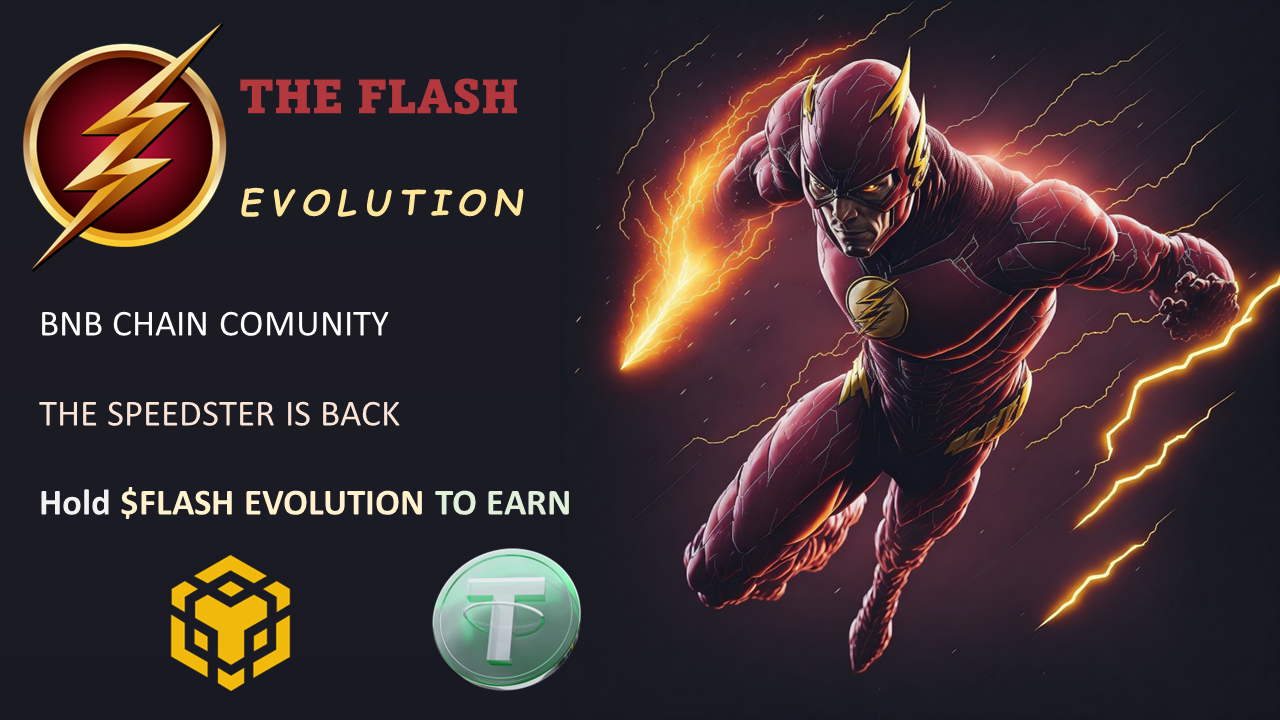 THE FLASH
EVOLUTION
BNB CHAIN COMUNITY
THE SPEEDSTER IS BACK
Hold $FLASH EVOLUTION TO EARN
T